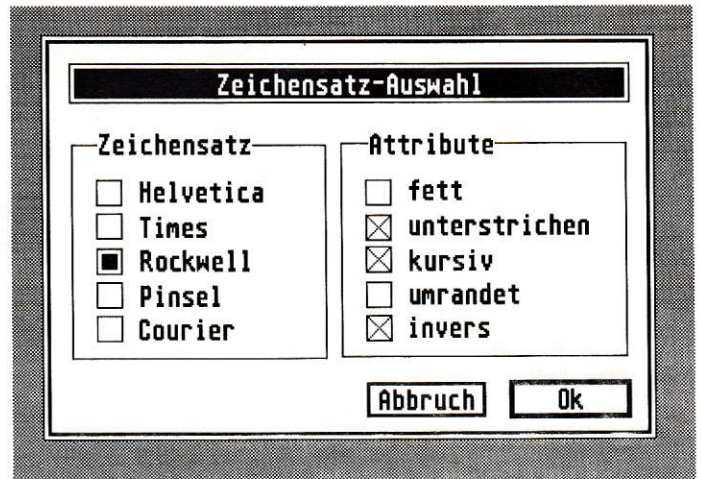 Zeichensatz-Auswahl
Zeichensatz
Helvetica
Times
Rockwell
Pinsel
Courier
Attribute
fett
unterstrichen
kursiv
umrandet
invers
Abbruch
Ok